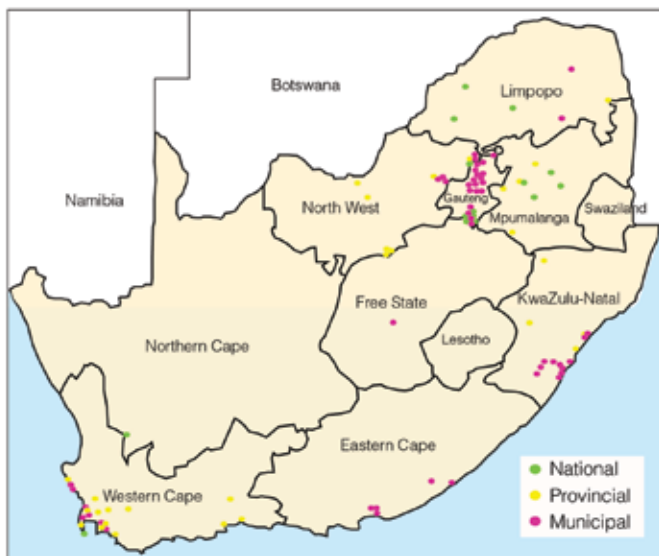 Botswana
Limpopo
Namibia
North West
Gauteng
Mpumalanga
Swaziland
Free State
KwaZulu-Natal
Lesotho
Northern Cape
Eastern Cape
Western Cape
National
Provincial
Municipal